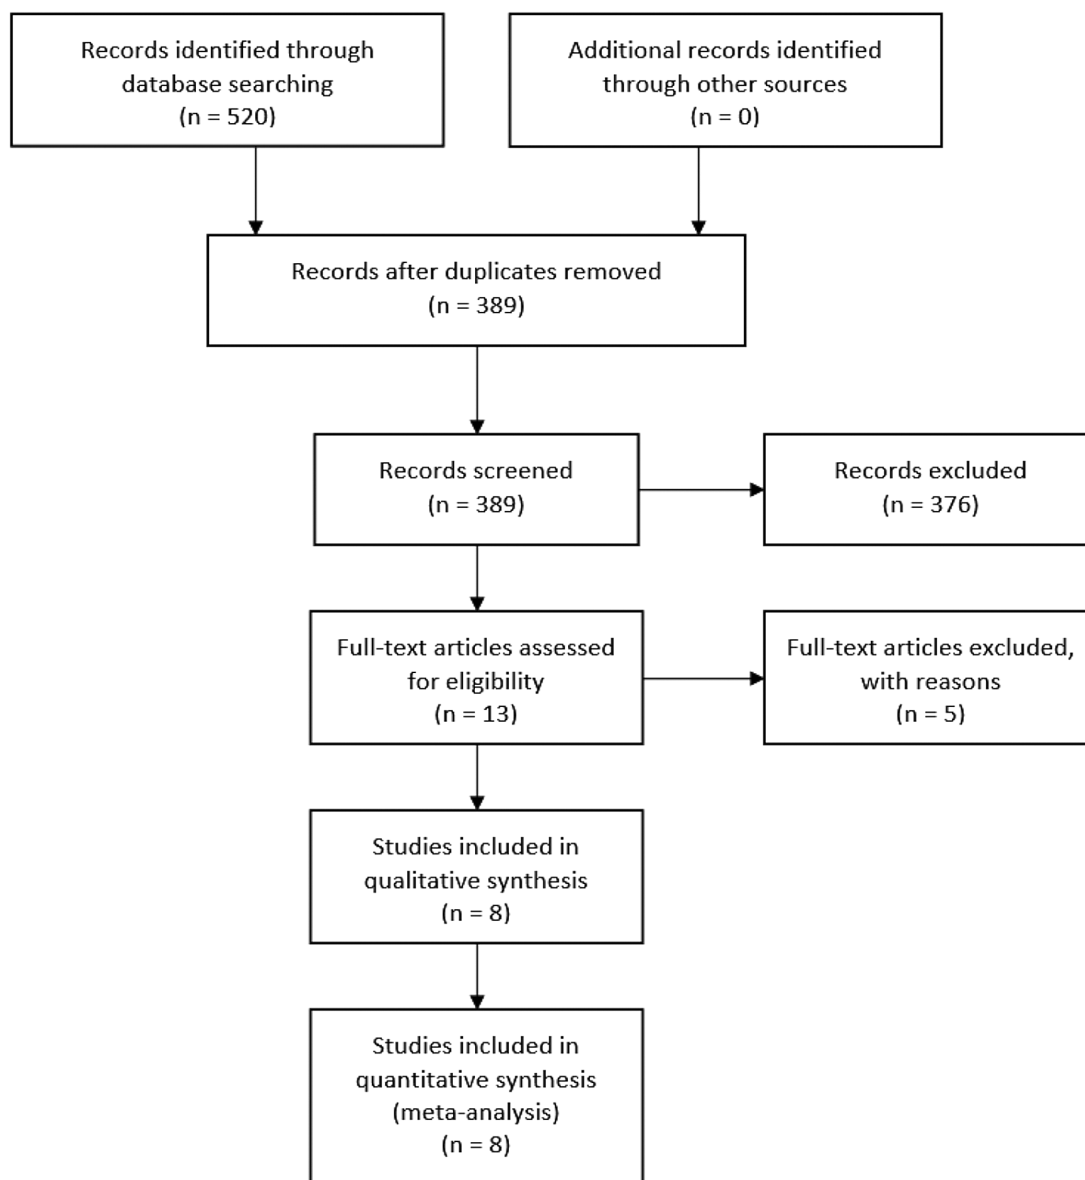 Records identified through
database searching
(n = 520)
Additional records identified
through other sources
(n = 0)
Records after duplicates removed
(n = 389)
Records screened
(n = 389)
Records excluded
(n = 376)
Full-text articles assessed
for eligibility
(n = 13)
Full-text articles excluded,
with reasons
(n = 5)
Studies included in
qualitative synthesis
(n = 8)
Studies included in
quantitative synthesis
(meta-analysis)
(n = 8)